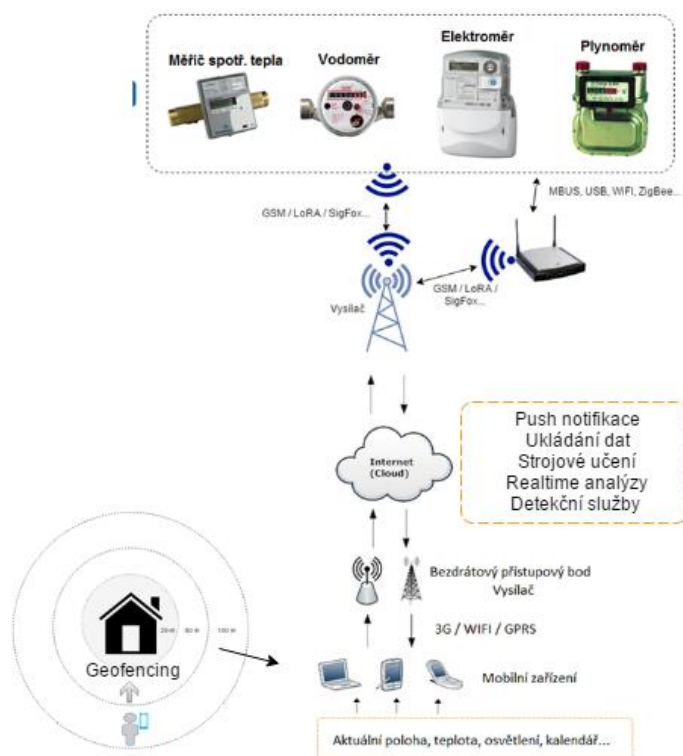 Měřič spotř. tepla
Vodoměr
Elektroměr
Plynoměr
MBUS, USB, WIFI, ZigBee...
GSM / LoRA /
SigFox...
GSM / LoRA /
SigFox...
Vysílač
Push notifikace
Ukládání dat
Strojové učení
Realtime analýzy
Detekční služby
Internet
(Cloud)
Bezdrátový přístupový bod
Vysílač
3G / WIFI / GPRS
100 m
Geofencing
Mobilní zařízení
Aktuální poloha, teplota, osvětlení, kalendář...